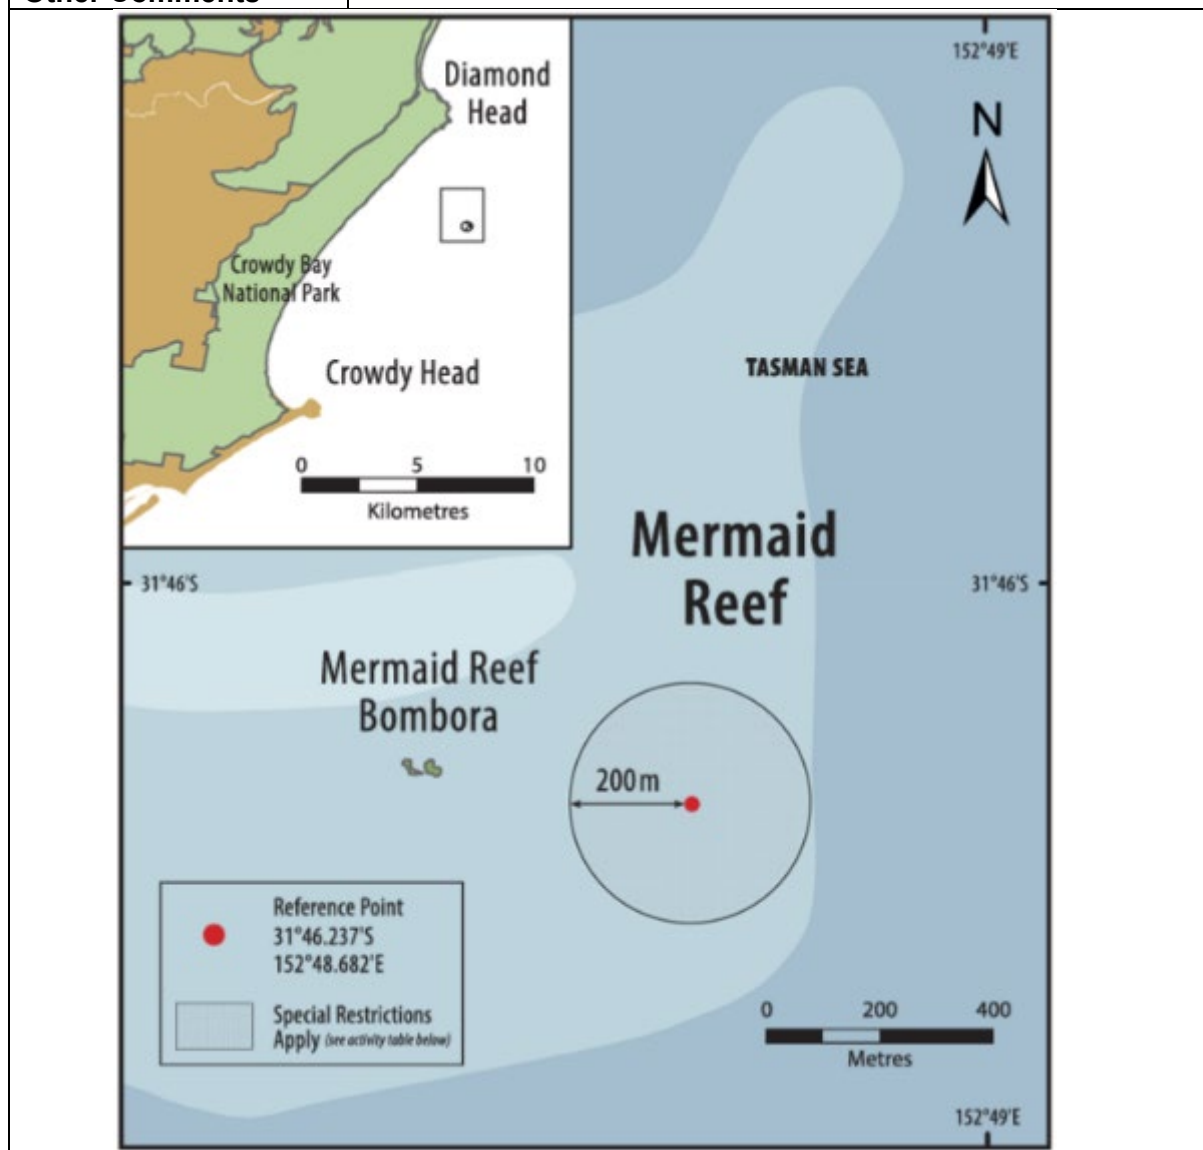 Other Comments
152°49'E
N
Diamond
Head
Crowdy Bay
National Park
Crowdy Head
0 5 10
Kilometres
TASMAN SEA
Mermaid
Reef
31°46'S
31°46'S
Mermaid Reef
Bombora
200 m
Reference Point
31°46.237'S
152°48.682'E
Special Restrictions
Apply (see activity table below)
0 200 400
Metres
152°49'E